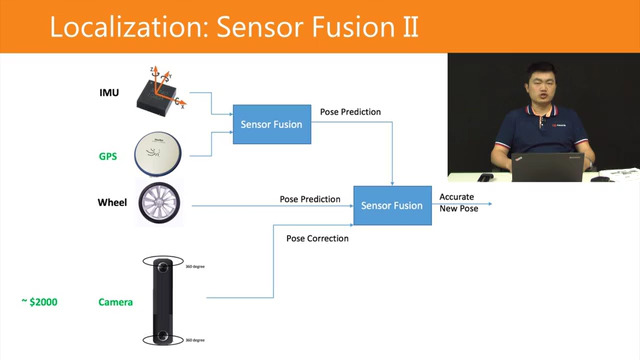 Localization: Sensor Fusion II
IMU
Sensor Fusion
Pose Prediction
GPS
Wheel
Pose Prediction
Sensor Fusion
Accurate
New Pose
Pose Correction
360 degree
~ $2000
Camera
360 degree